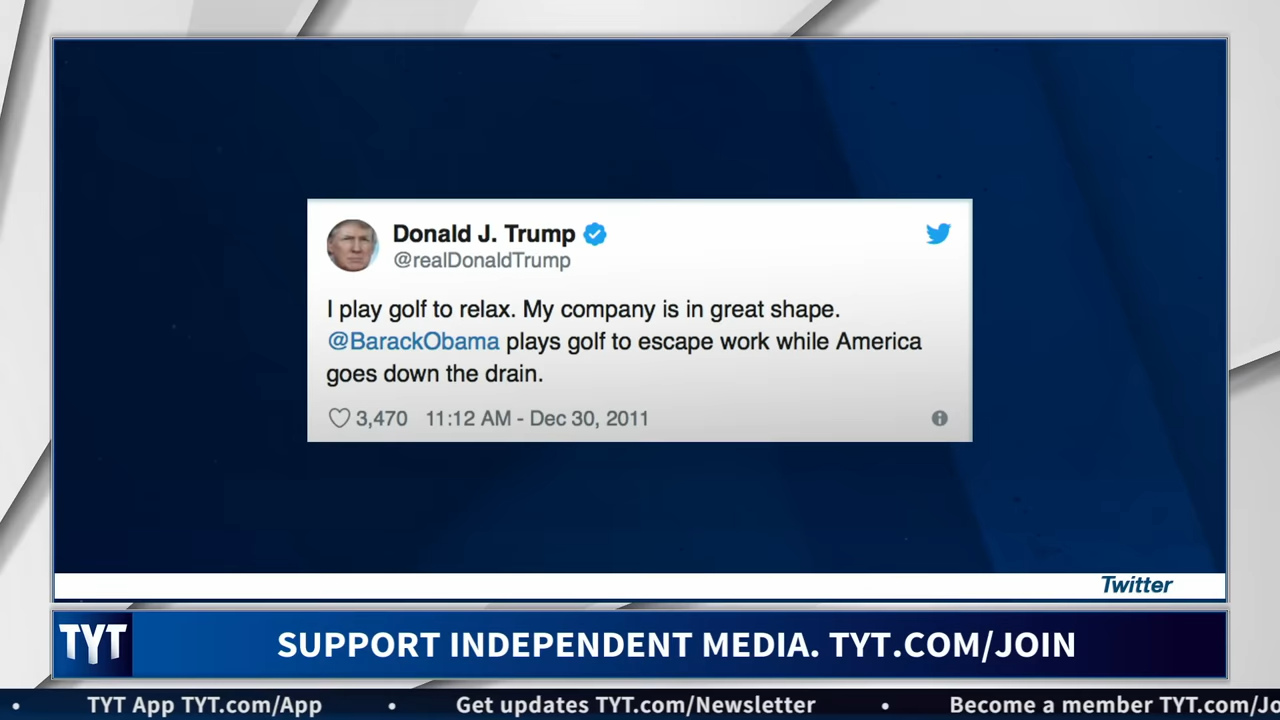 Donald J. Trump
@realDonaldTrump
I play golf to relax. My company is in great shape.
@BarackObama plays golf to escape work while America
goes down the drain.
3,470 11:12 AM - Dec 30, 2011
Twitter
TYT
SUPPORT INDEPENDENT MEDIA. TYT.COM/JOIN
• TYT App TYT.com/App • Get updates TYT.com/Newsletter • Become a member TYT.com/Jo